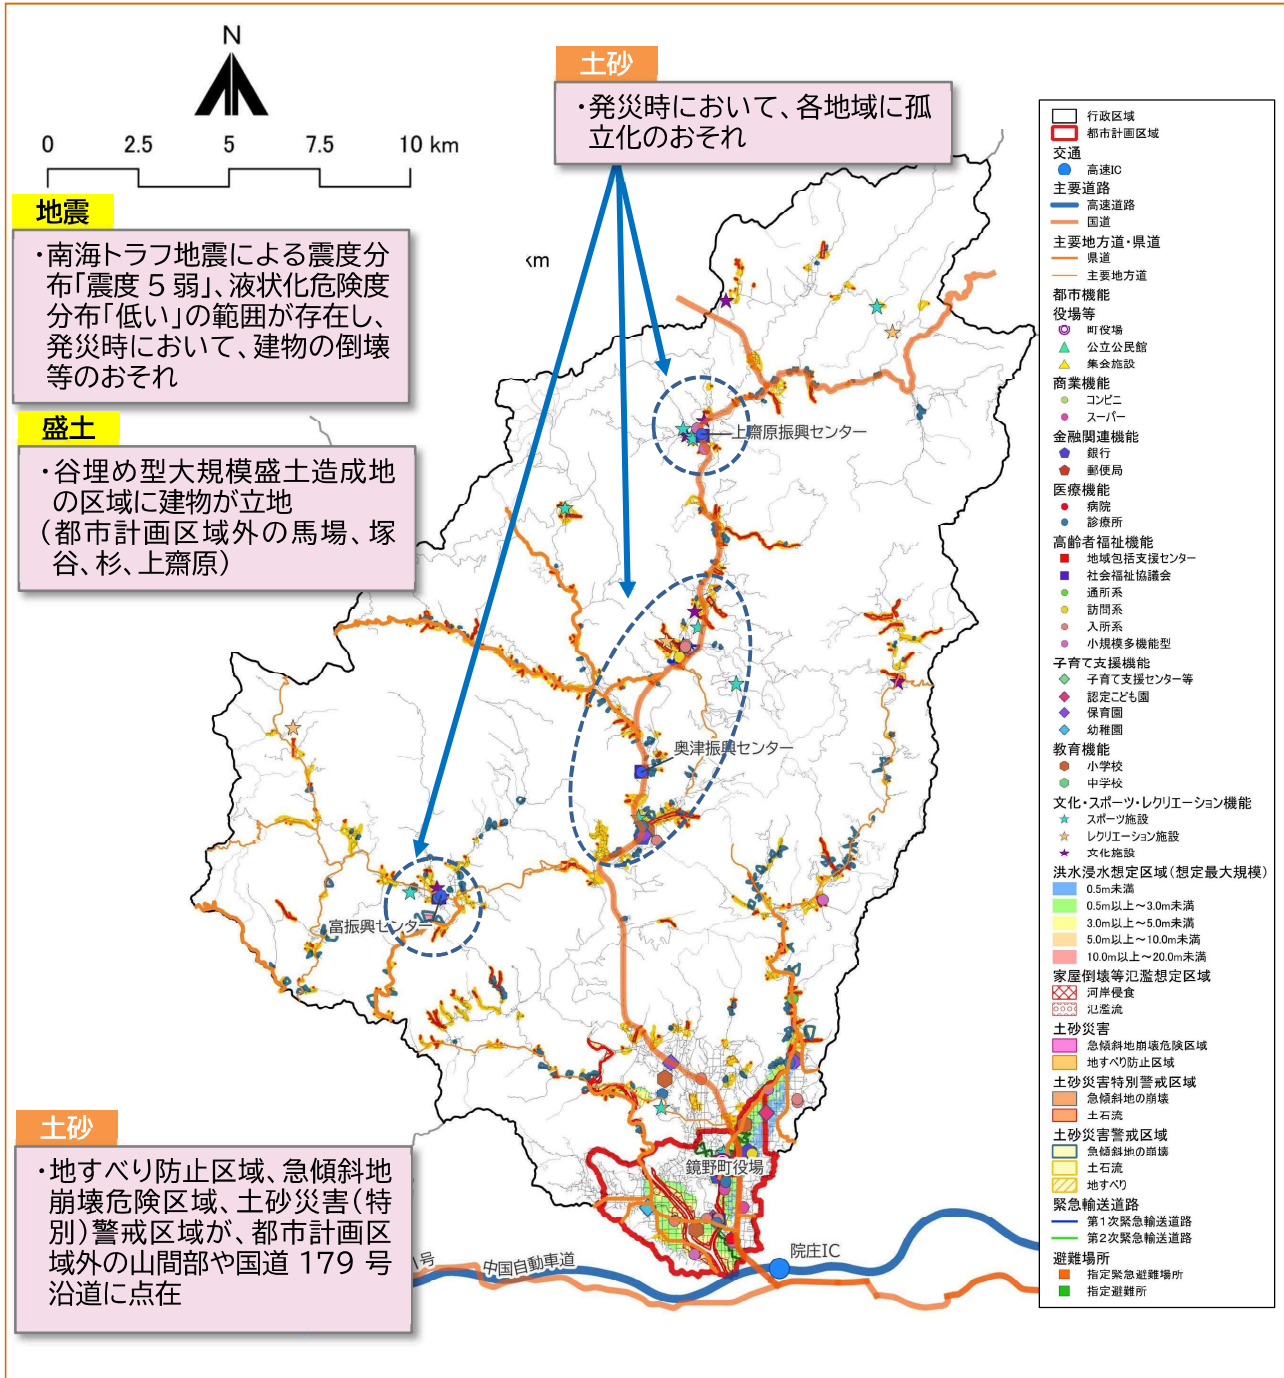 N
0 2.5 5 7.5 10 km
土砂
・発災時において、各地域に孤
立化のおそれ
地震
・南海トラフ地震による震度分
布「震度 5 弱」、液状化危険度
分布「低い」の範囲が存在し、
発災時において、建物の倒壊
等のおそれ
km
盛土
・谷埋め型大規模盛土造成地
の区域に建物が立地
(都市計画区域外の馬場、塚
谷、杉、上齋原)
上齋原振興センター
奥津振興センター
富振興センター
鏡野町役場
土砂
・地すべり防止区域、急傾斜地
崩壊危険区域、土砂災害(特
別)警戒区域が、都市計画区
域外の山間部や国道 179 号
沿道に点在
号
中国自動車道
院庄IC
行政区域
都市計画区域
交通
高速IC
主要道路
高速道路
国道
主要地方道・県道
県道
主要地方道
都市機能
役場等
町役場
公立公民館
集会施設
商業機能
コンビニ
スーパー
金融関連機能
銀行
郵便局
医療機能
病院
診療所
高齢者福祉機能
地域包括支援センター
社会福祉協議会
通所系
訪問系
入所系
小規模多機能型
子育て支援機能
子育て支援センター等
認定こども園
保育園
幼稚園
教育機能
小学校
中学校
文化・スポーツ・レクリエーション機能
スポーツ施設
レクリエーション施設
文化施設
洪水浸水想定区域(想定最大規模)
0.5m未満
0.5m以上～3.0m未満
3.0m以上～5.0m未満
5.0m以上～10.0m未満
10.0m以上～20.0m未満
家屋倒壊等氾濫想定区域
河岸侵食
氾濫流
土砂災害
急傾斜地崩壊危険区域
地すべり防止区域
土砂災害特別警戒区域
急傾斜地の崩壊
土石流
土砂災害警戒区域
急傾斜地の崩壊
土石流
地すべり
緊急輸送道路
第1次緊急輸送道路
第2次緊急輸送道路
避難場所
指定緊急避難場所
指定避難所